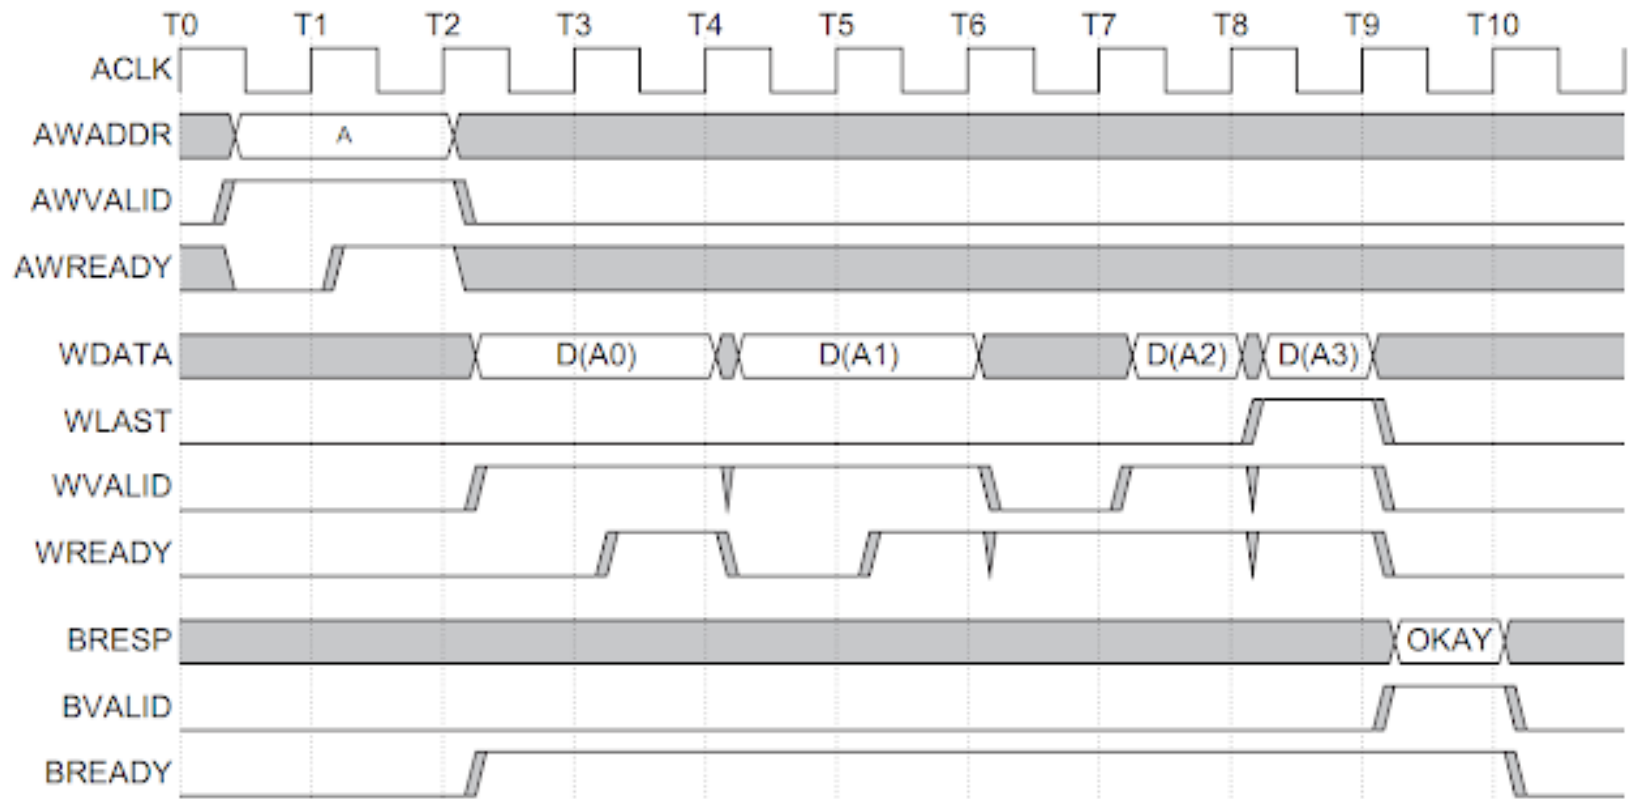 T0 T1 T2 T3 T4 T5 T6 T7 T8 T9 T10
ACLK
AWADDR A
AWVALID
AWREADY
WDATA D(A0) D(A1) D(A2) D(A3)
WLAST
WVALID
WREADY
BRESP OKAY
BVALID
BREADY